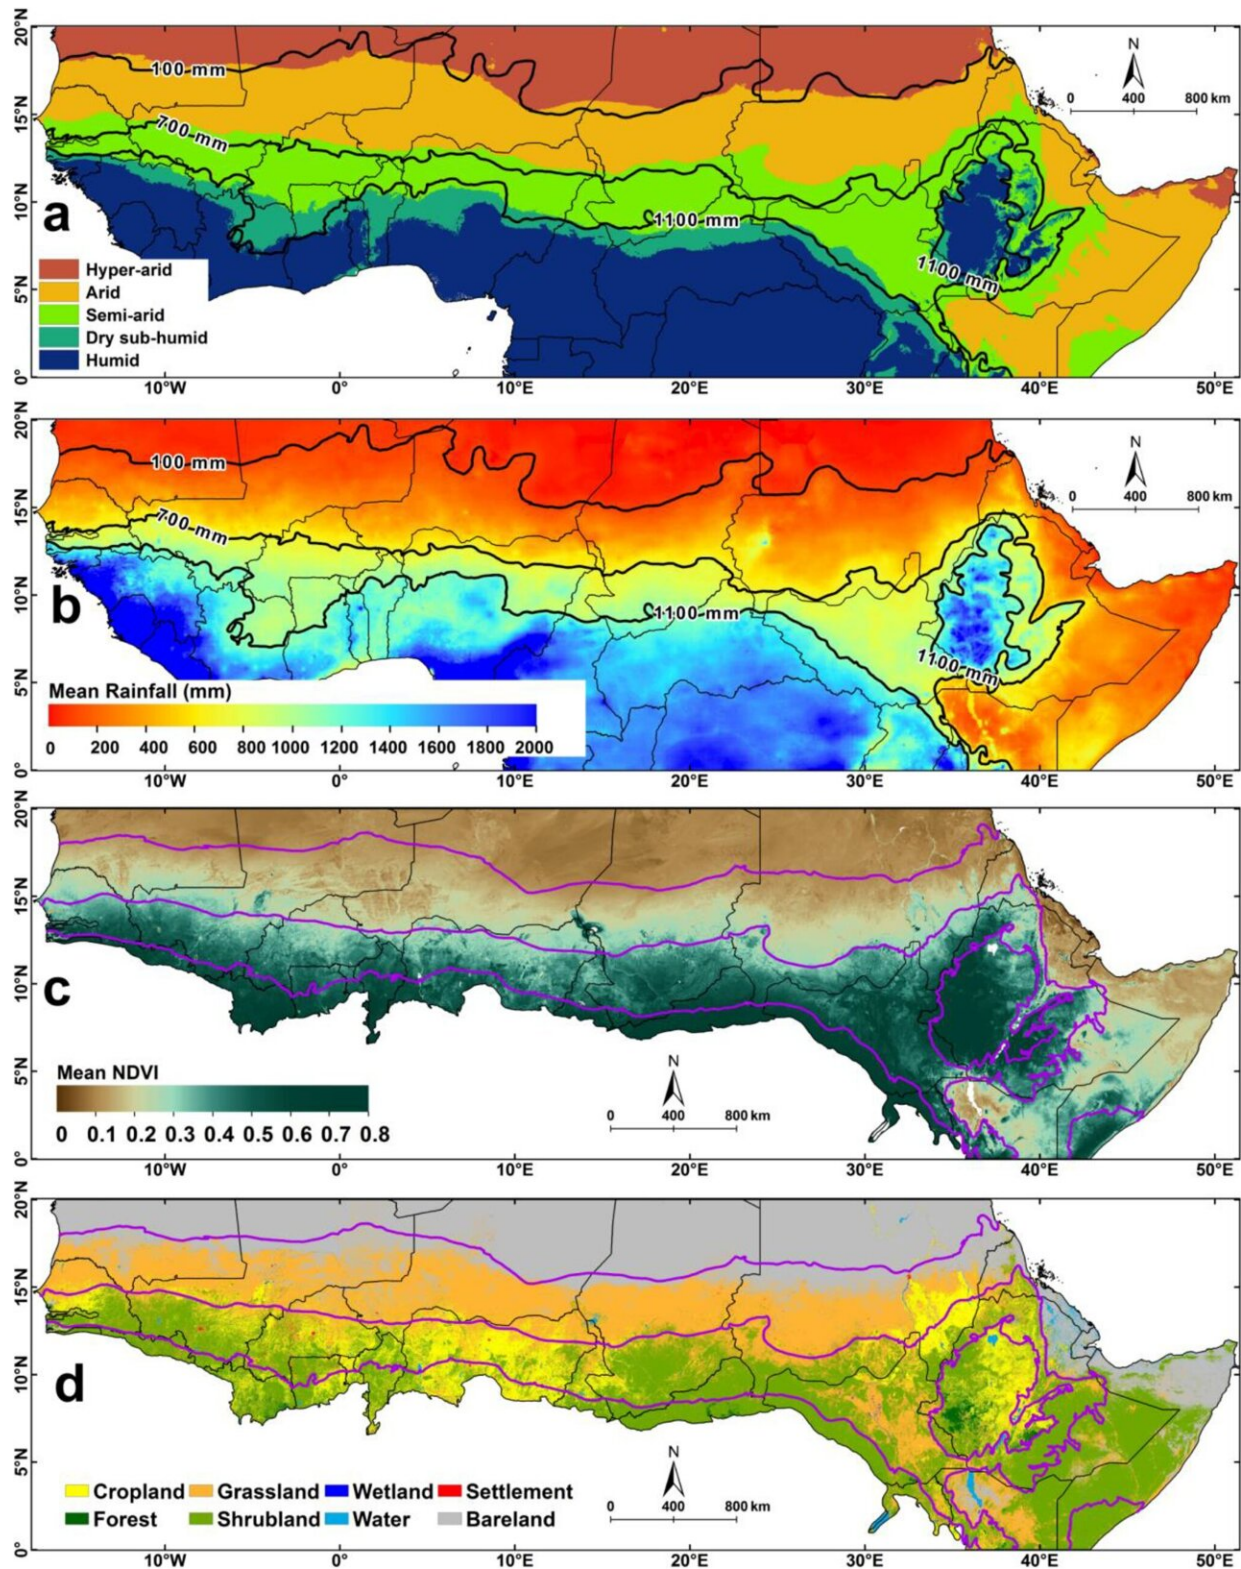 20°N
15°N
10°N
5°N
0°
100 mm
700 mm
1100 mm
1100 mm
N
0 400 800 km
a
Hyper-arid
Arid
Semi-arid
Dry sub-humid
Humid
10°W 0° 10°E 20°E 30°E 40°E 50°E
20°N
15°N
10°N
5°N
0°
100 mm
700 mm
1100 mm
1100 mm
N
0 400 800 km
b
Mean Rainfall (mm)
0 200 400 600 800 1000 1200 1400 1600 1800 2000
10°W 0° 10°E 20°E 30°E 40°E 50°E
20°N
15°N
10°N
5°N
0°
c
Mean NDVI
0 0.1 0.2 0.3 0.4 0.5 0.6 0.7 0.8
N
0 400 800 km
10°W 0° 10°E 20°E 30°E 40°E 50°E
20°N
15°N
10°N
5°N
0°
d
Cropland Grassland Wetland Settlement
Forest Shrubland Water Bareland
N
0 400 800 km
10°W 0° 10°E 20°E 30°E 40°E 50°E